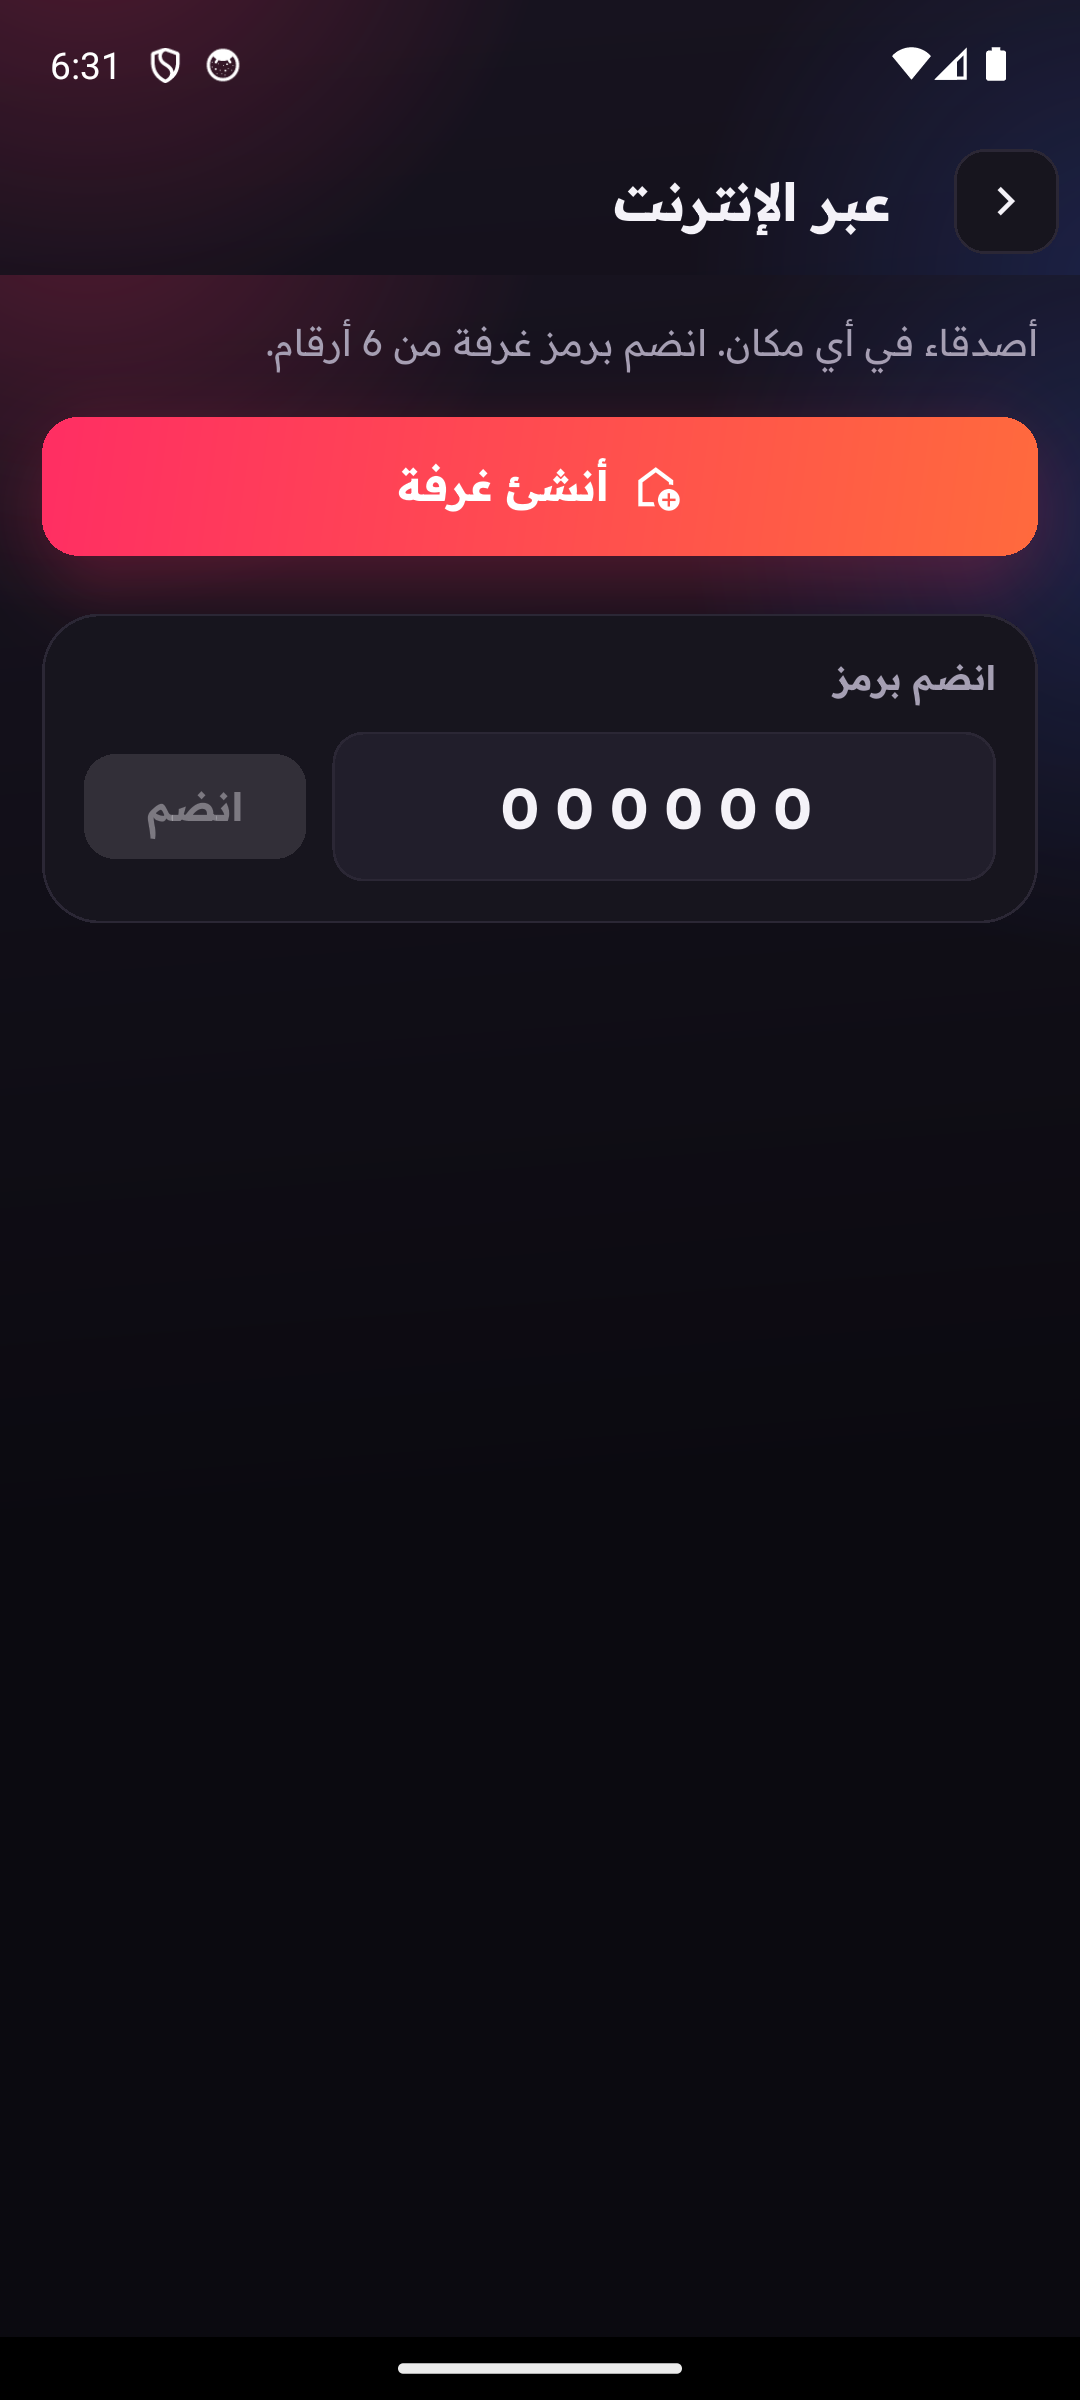 6:31
عبر الإنترنت
أصدقاء في أي مكان. انضم برمز غرفة من 6 أرقام.
أنشئ غرفة
انضم برمز
000000
انضم